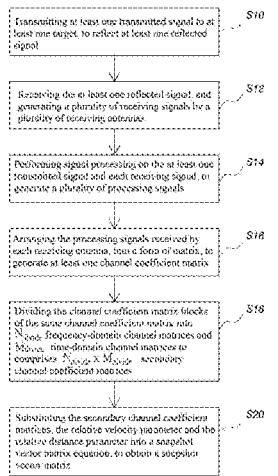 Transmitting at least one transmitted signal to at
least one target, to reflect at least one reflected
signal
S10
Receiving the at least one reflected signal, and
generating a plurality of receiving signals by a
plurality of receiving antennas
S12
Performing signal processing on the at least one
transmitted signal and each receiving signal, to
generate a plurality of processing signals
S14
Arranging the processing signals received by
each receiving antenna, into a form of matrix, to
generate at least one channel coefficient matrix
S16
Dividing the channel coefficient matrix blocks
of the same channel coefficient matrix into
frequency-domain channel matrices and
time-domain channel matrices to
comprises secondary
channel coefficient matrices
S18
Substituting the secondary channel coefficient
matrices, the relative velocity parameter and the
relative distance parameter into a snapshot
vector matrix equation, to obtain a snapshot
vector matrix
S20